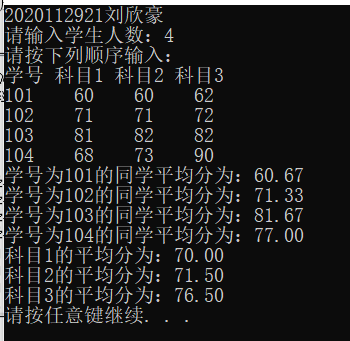 2020112921刘欣豪
请输入学生人数：4
请按下列顺序输入：
学号 科目1 科目2 科目3
101 60 60 62
102 71 71 72
103 81 82 82
104 68 73 90
学号为101的同学平均分为：60.67
学号为102的同学平均分为：71.33
学号为103的同学平均分为：81.67
学号为104的同学平均分为：77.00
科目1的平均分为：70.00
科目2的平均分为：71.50
科目3的平均分为：76.50
请按任意键继续. . .